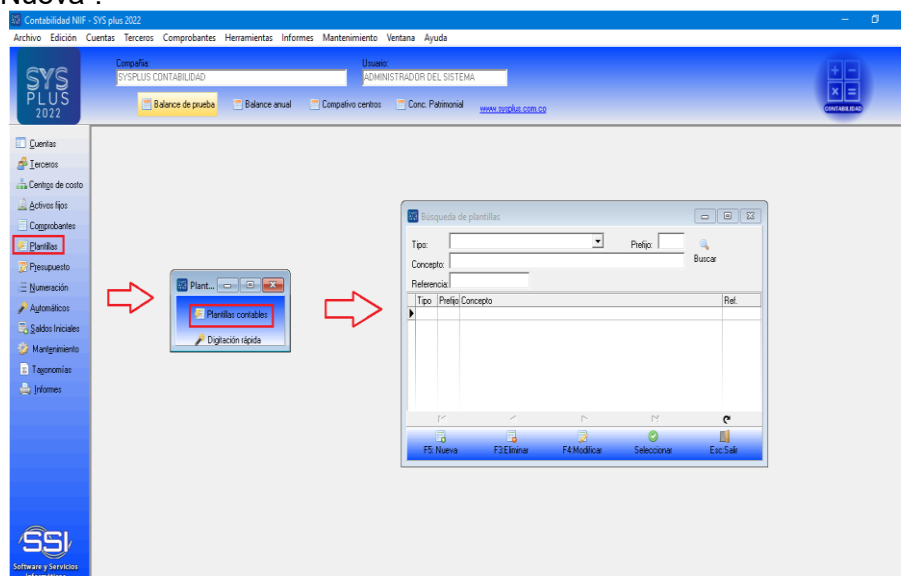 Nueva".
Contabilidad NIIF - SYS plus 2022
Archivo Edición Cuentas Terceros Comprobantes Herramientas Informes Mantenimiento Ventana Ayuda
SYS
PLUS
2022
Compañia: Usuario:
SYSPLUS CONTABILIDAD ADMINISTRADOR DEL SISTEMA
Balance de prueba Balance anual Compativo centros Conc. Patrimonial www.sysplus.com.co
CONTABILIDAD
Cuentas
Terceros
Centros de costo
Activos fijos
Comprobantes
Plantillas
Presupuesto
Numeración
Automáticos
Saldos Iniciales
Mantenimiento
Taxonomías
Informes
Plant...
Plantillas contables
Digitación rápida
Búsqueda de plantillas
Tipo: Prefijo: Buscar
Concepto:
Referencia:
Tipo Prefijo Concepto Ref.
F5: Nueva F3:Eliminar F4:Modificar Seleccionar Esc:Salir
SSI
Software y Servicios
Informáticos